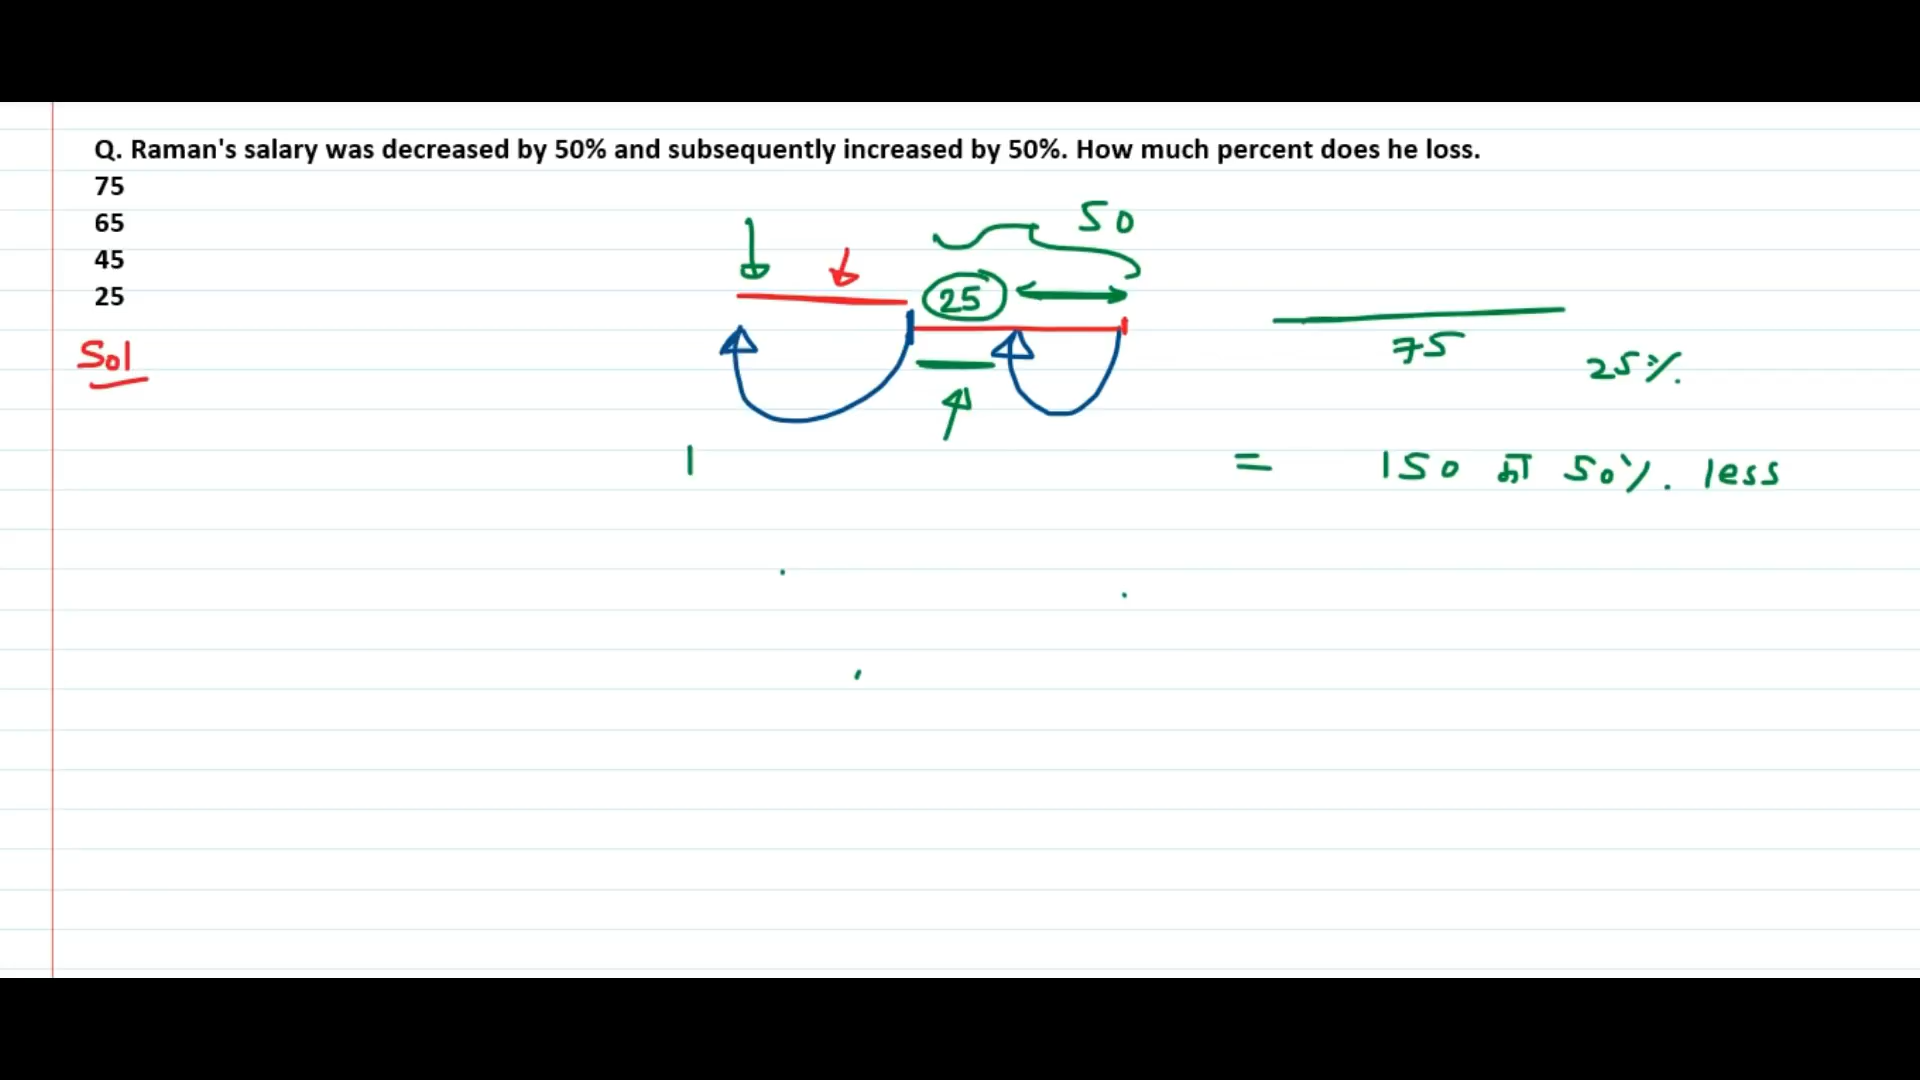 Q. Raman's salary was decreased by 50% and subsequently increased by 50%. How much percent does he loss.
75
65
45
25
50
25
75
25%.
Sol
1 = 150 का 50%. less